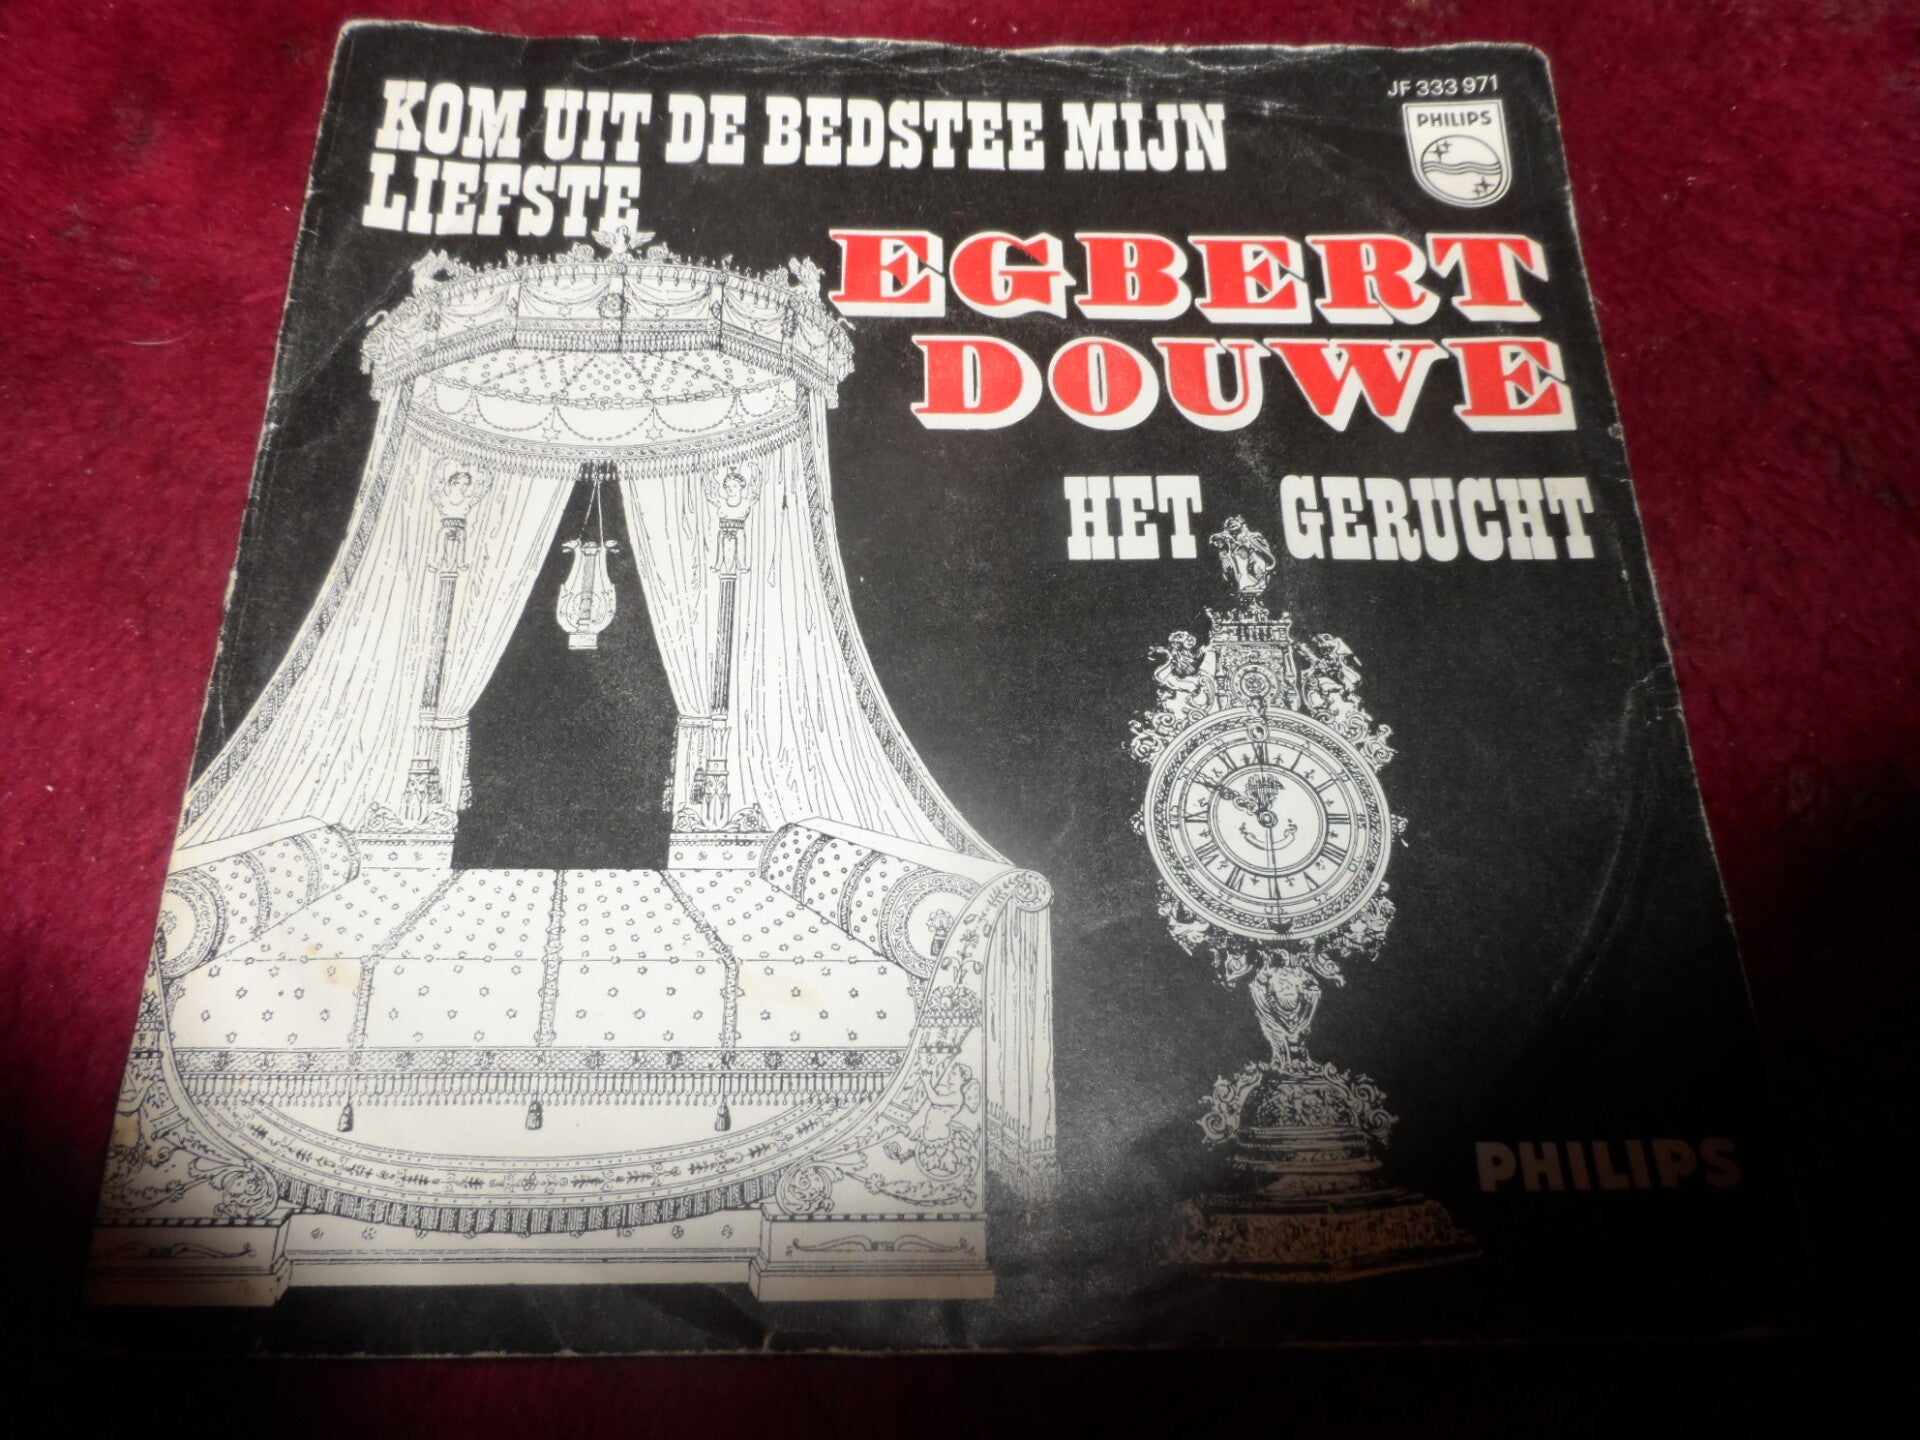 JF 333 971
PHILIPS
KOM UIT DE BEDSTEE MIJN
LIEFSTE
EGBERT
DOUWE
HET GERUCHT
PHILIPS